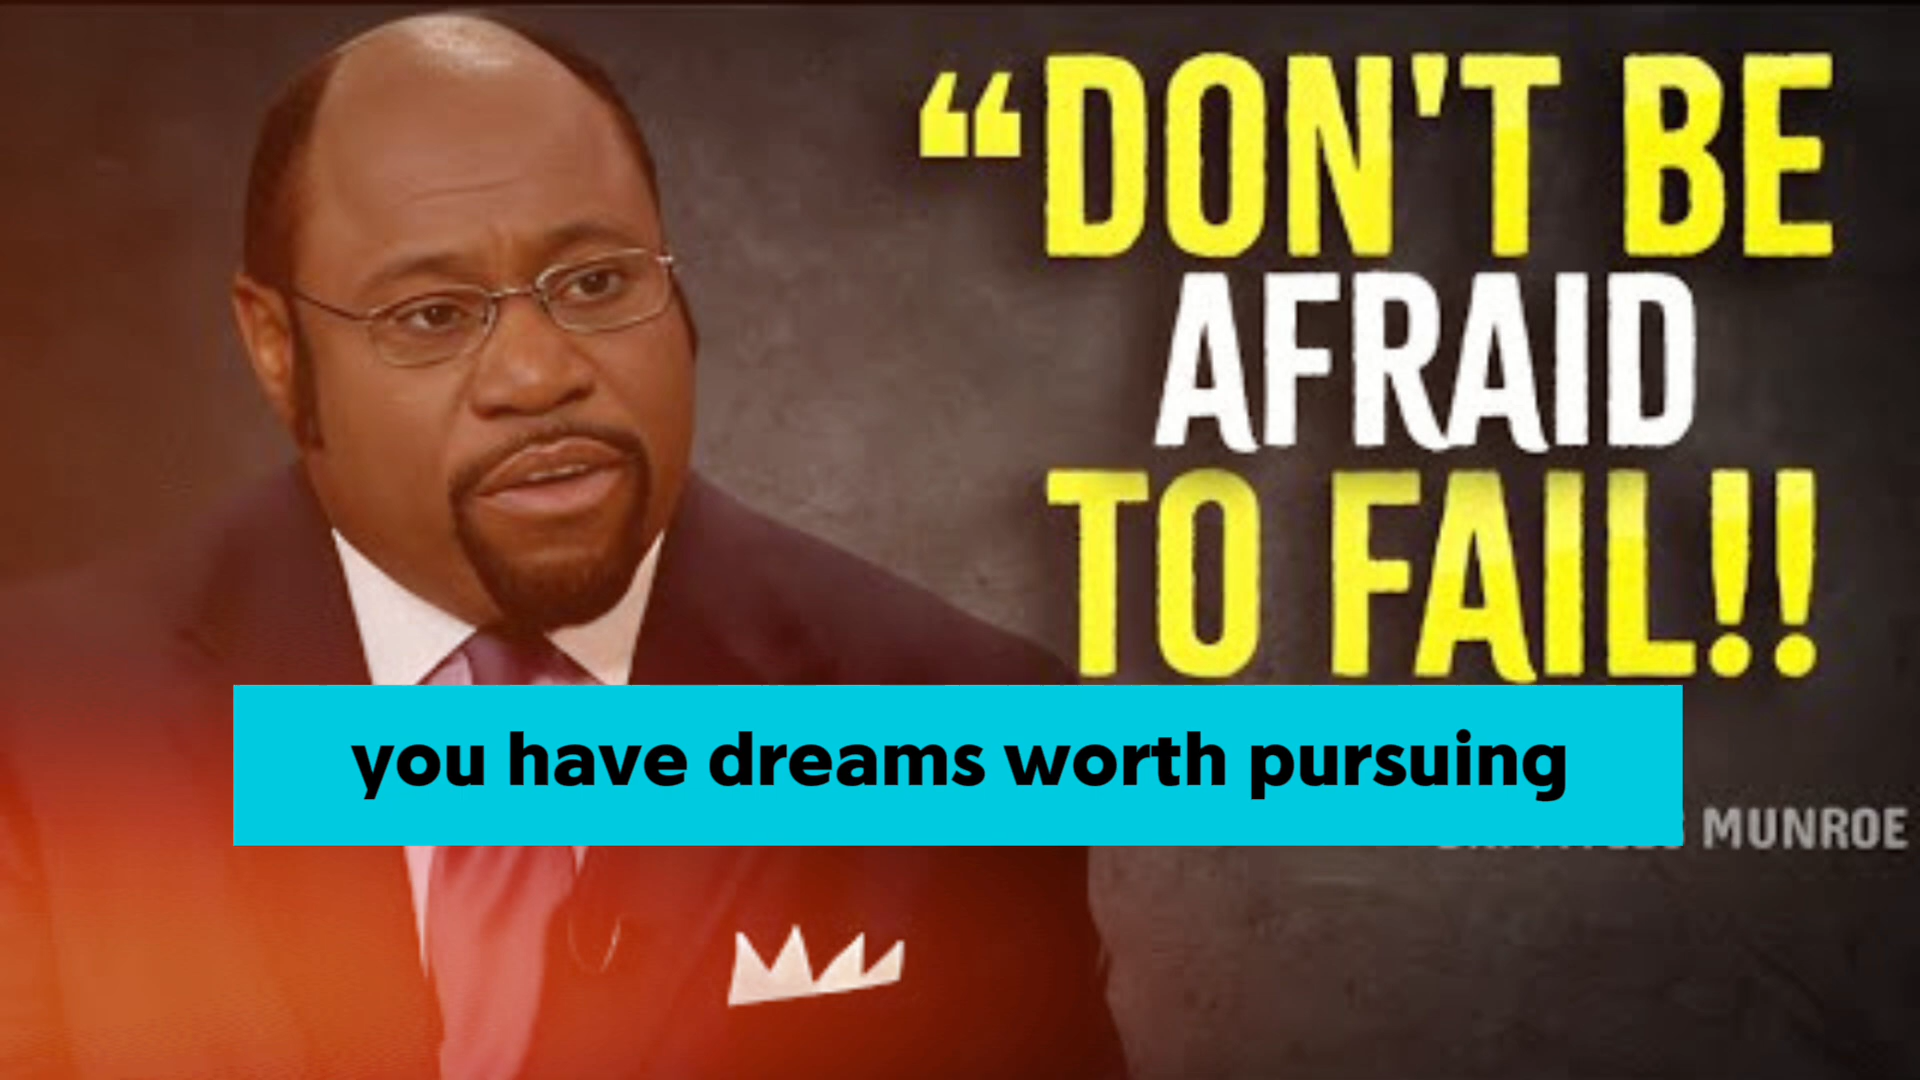 “DON'T BE
AFRAID
TO FAIL!!
you have dreams worth pursuing
MUNROE